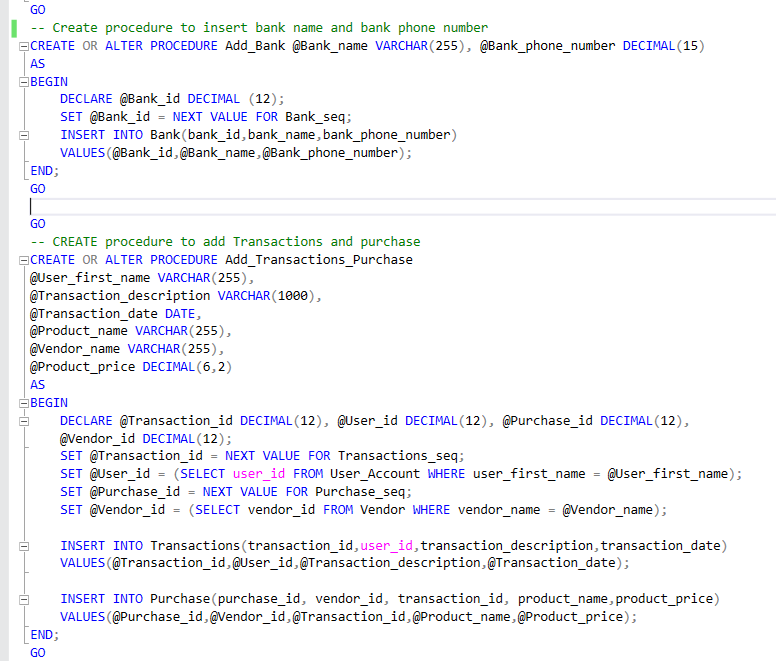 GO
-- Create procedure to insert bank name and bank phone number
CREATE OR ALTER PROCEDURE Add_Bank @Bank_name VARCHAR(255), @Bank_phone_number DECIMAL(15)
AS
BEGIN
    DECLARE @Bank_id DECIMAL (12);
    SET @Bank_id = NEXT VALUE FOR Bank_seq;
    INSERT INTO Bank(bank_id,bank_name,bank_phone_number)
    VALUES(@Bank_id,@Bank_name,@Bank_phone_number);
END;
GO
GO
-- CREATE procedure to add Transactions and purchase
CREATE OR ALTER PROCEDURE Add_Transactions_Purchase
@User_first_name VARCHAR(255),
@Transaction_description VARCHAR(1000),
@Transaction_date DATE,
@Product_name VARCHAR(255),
@Vendor_name VARCHAR(255),
@Product_price DECIMAL(6,2)
AS
BEGIN
    DECLARE @Transaction_id DECIMAL(12), @User_id DECIMAL(12), @Purchase_id DECIMAL(12),
    @Vendor_id DECIMAL(12);
    SET @Transaction_id = NEXT VALUE FOR Transactions_seq;
    SET @User_id = (SELECT user_id FROM User_Account WHERE user_first_name = @User_first_name);
    SET @Purchase_id = NEXT VALUE FOR Purchase_seq;
    SET @Vendor_id = (SELECT vendor_id FROM Vendor WHERE vendor_name = @Vendor_name);
    INSERT INTO Transactions(transaction_id,user_id,transaction_description,transaction_date)
    VALUES(@Transaction_id,@User_id,@Transaction_description,@Transaction_date);
    INSERT INTO Purchase(purchase_id, vendor_id, transaction_id, product_name,product_price)
    VALUES(@Purchase_id,@Vendor_id,@Transaction_id,@Product_name,@Product_price);
END;
GO